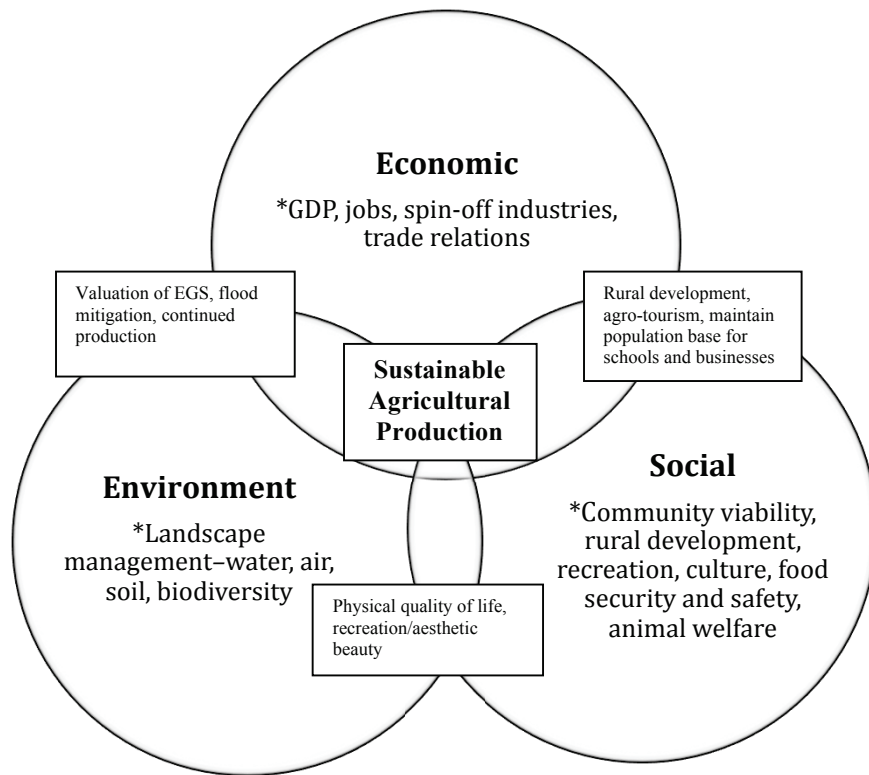 Economic
*GDP, jobs, spin-off industries,
trade relations
Valuation of EGS, flood
mitigation, continued
production
Rural development,
agro-tourism, maintain
population base for
schools and businesses
Sustainable
Agricultural
Production
Environment
*Landscape
management–water, air,
soil, biodiversity
Social
*Community viability,
rural development,
recreation, culture, food
security and safety,
animal welfare
Physical quality of life,
recreation/aesthetic
beauty